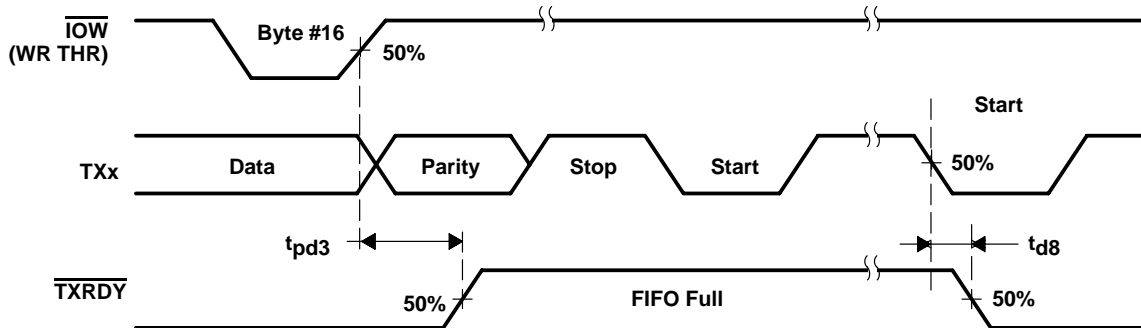 IOW
(WR THR)
Byte #16
50%
Start
TXx
Data
Parity
Stop
Start
50%
tpd3
td8
TXRDY
50%
FIFO Full
50%